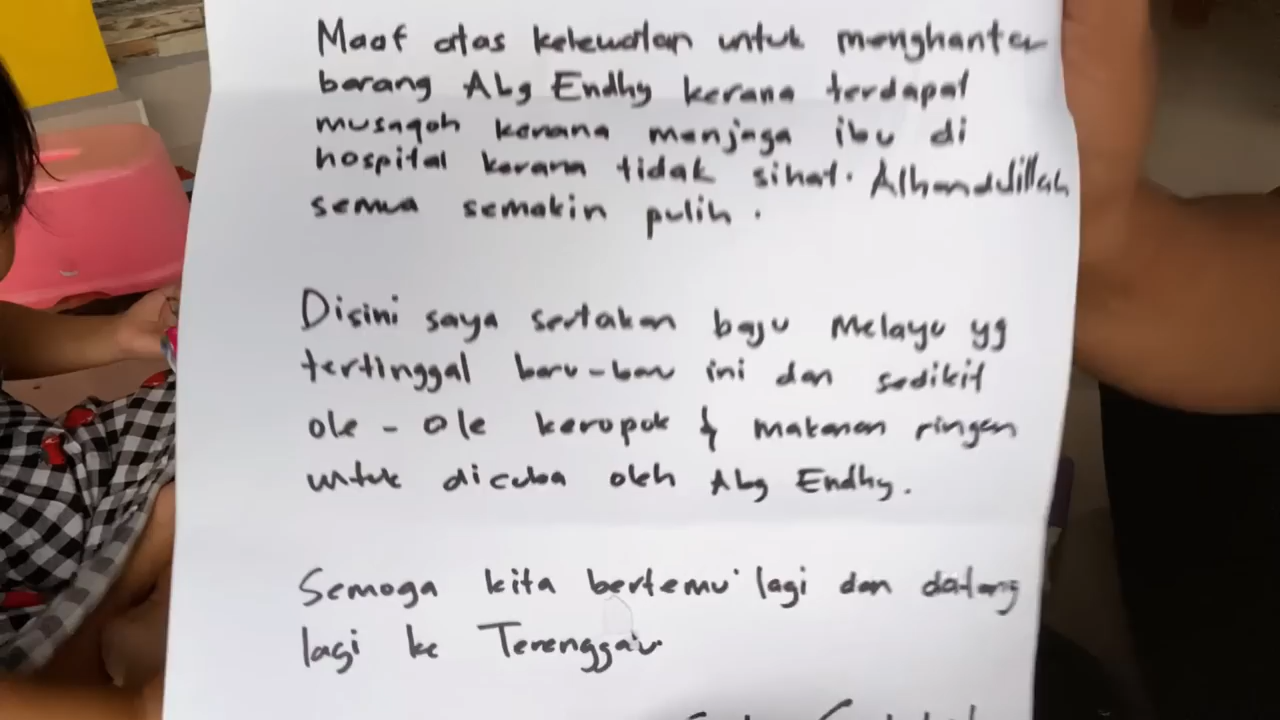 Maaf atas kelewatan untuk menghantar
barang Abg Endhy kerana terdapat
musaqoh kerana menjaga ibu di
hospital kerana tidak sihat. Alhamdulillah
semua semakin pulih.
Disini saya sertakan baju Melayu yg
tertinggal baru-baru ini dan sedikit
ole-ole keropok & makanan ringan
untuk dicuba oleh Abg Endhy.
Semoga kita bertemu lagi dan datang
lagi ke